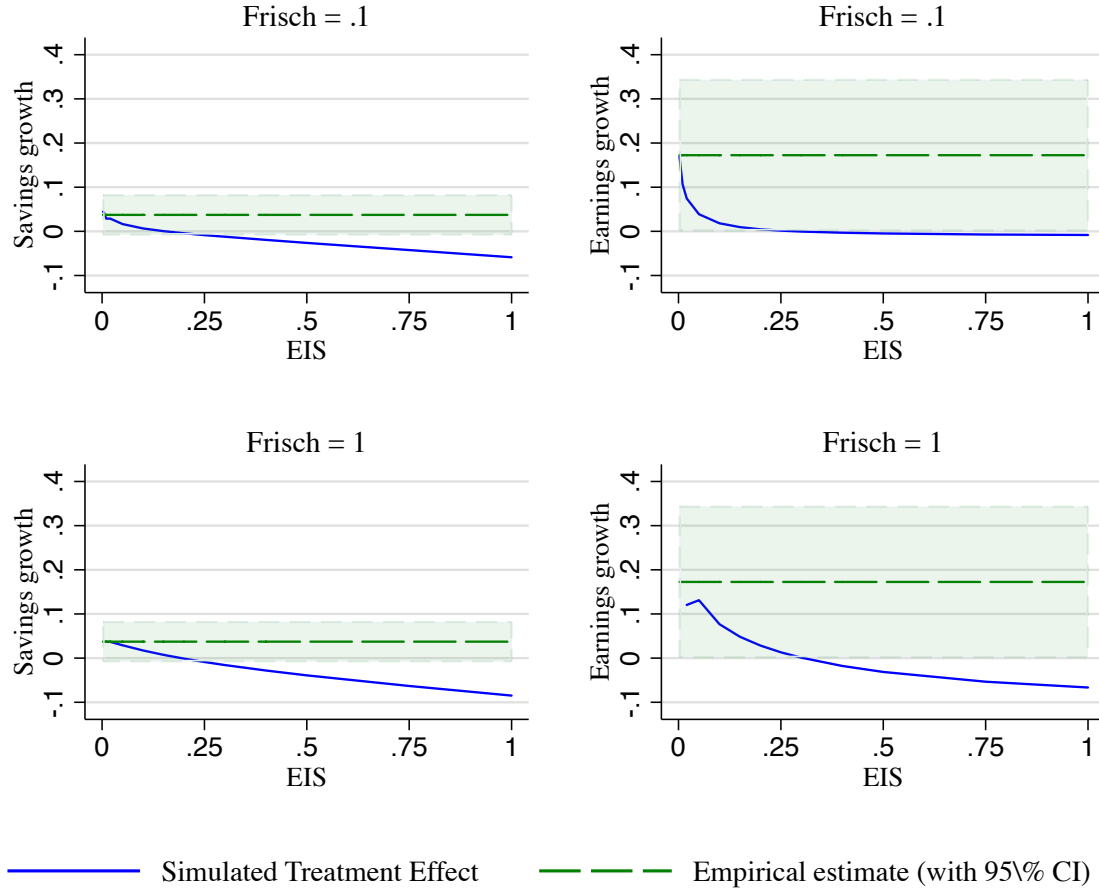 Frisch = .1
Savings growth
.4
.3
.2
.1
0
-.1
0 .25 .5 .75 1
EIS
Frisch = .1
Earnings growth
.4
.3
.2
.1
0
-.1
0 .25 .5 .75 1
EIS
Frisch = 1
Savings growth
.4
.3
.2
.1
0
-.1
0 .25 .5 .75 1
EIS
Frisch = 1
Earnings growth
.4
.3
.2
.1
0
-.1
0 .25 .5 .75 1
EIS
Simulated Treatment Effect
Empirical estimate (with 95\% CI)